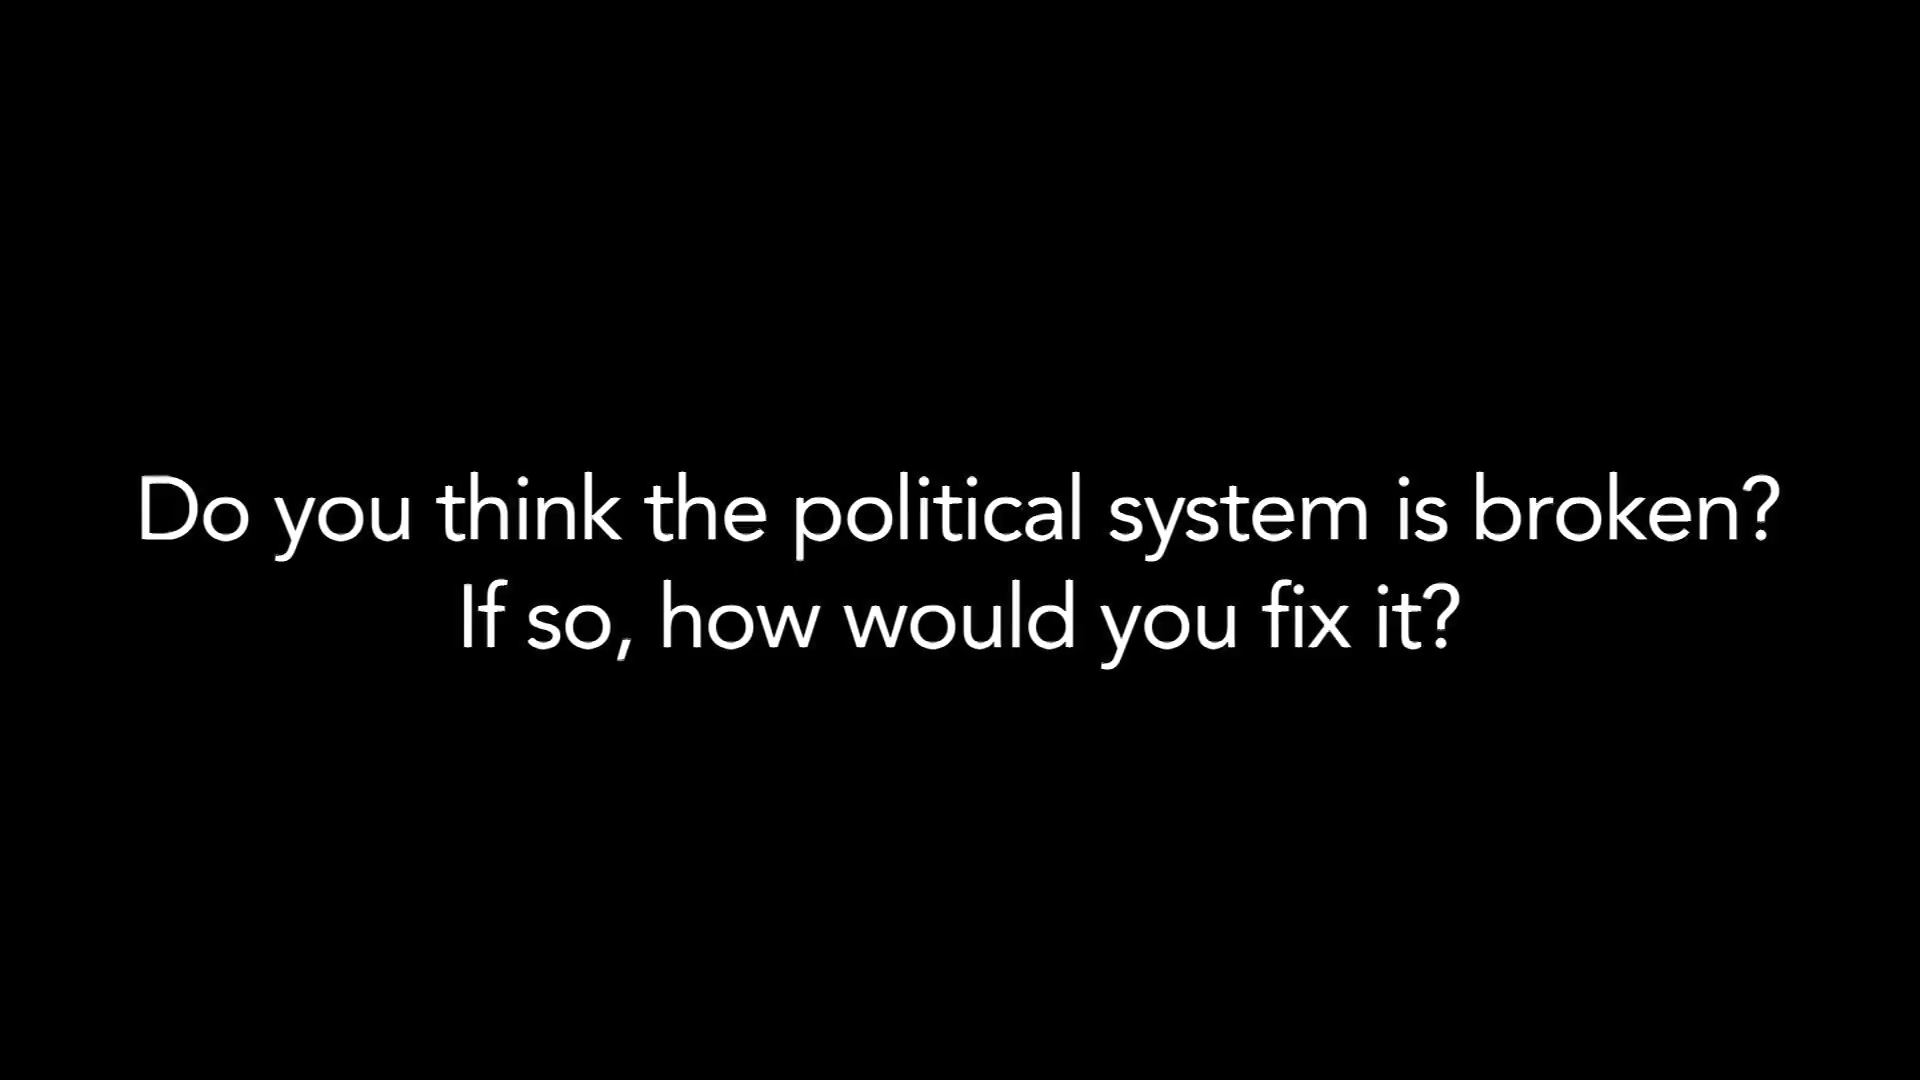 Do you think the political system is broken?
If so, how would you fix it?